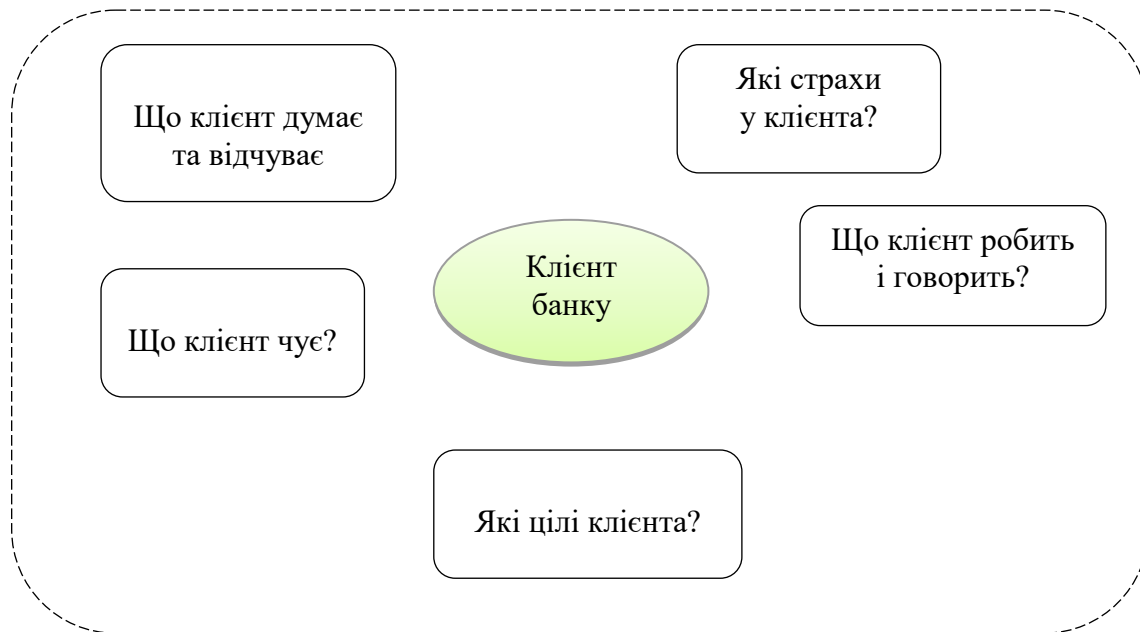 Що клієнт думає
та відчуває
Які страхи
у клієнта?
Що клієнт робить
і говорить?
Клієнт
банку
Що клієнт чує?
Які цілі клієнта?